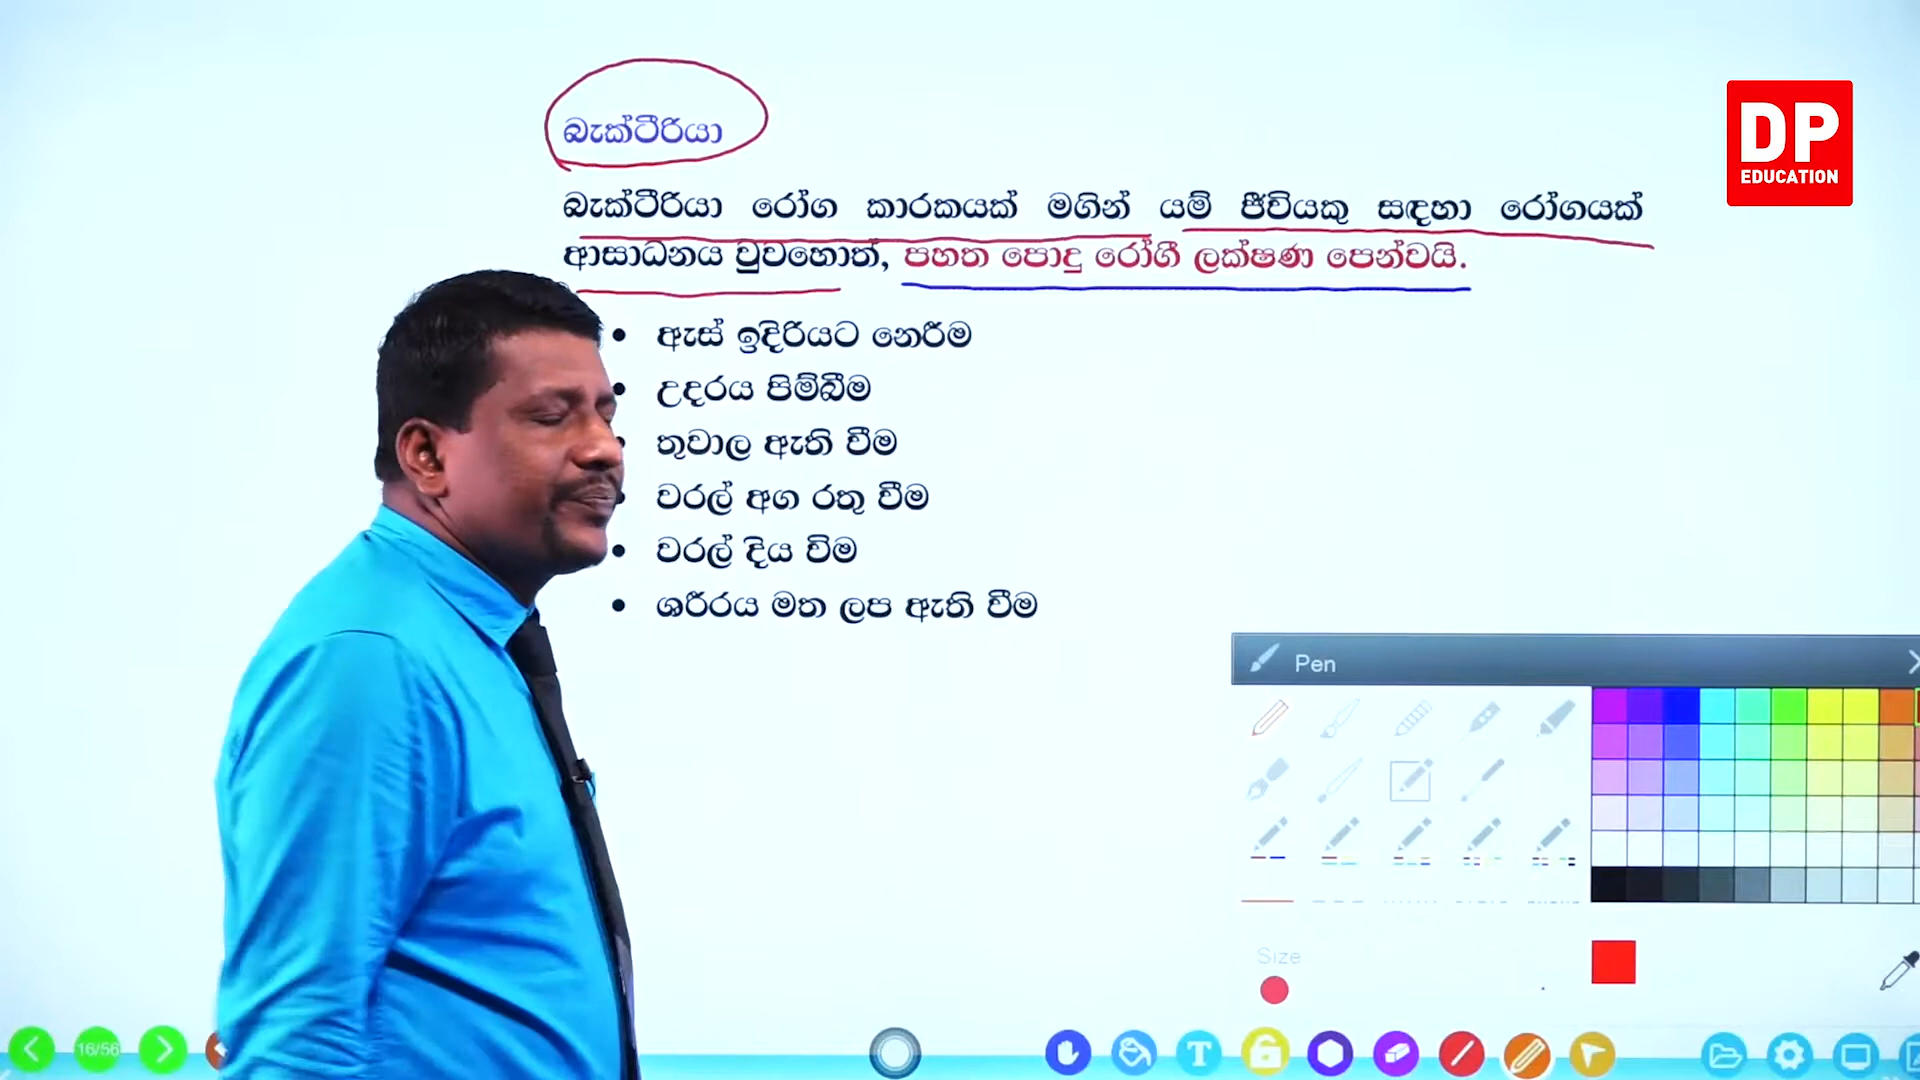 බැක්ටීරියා
බැක්ටීරියා රෝග කාරකයක් මගින් යම් ජීවියකු සඳහා රෝගයක්
ආසාධනය වුවහොත්, පහත පොදු රෝගී ලක්ෂණ පෙන්වයි.
• ඇස් ඉදිරියට නෙරීම
• උදරය පිම්බීම
• තුවාල ඇති වීම
• වරල් අග රතු වීම
• වරල් දිය විම
• ශරීරය මත ලප ඇති වීම
DP
EDUCATION
Pen
Size
16/56
T